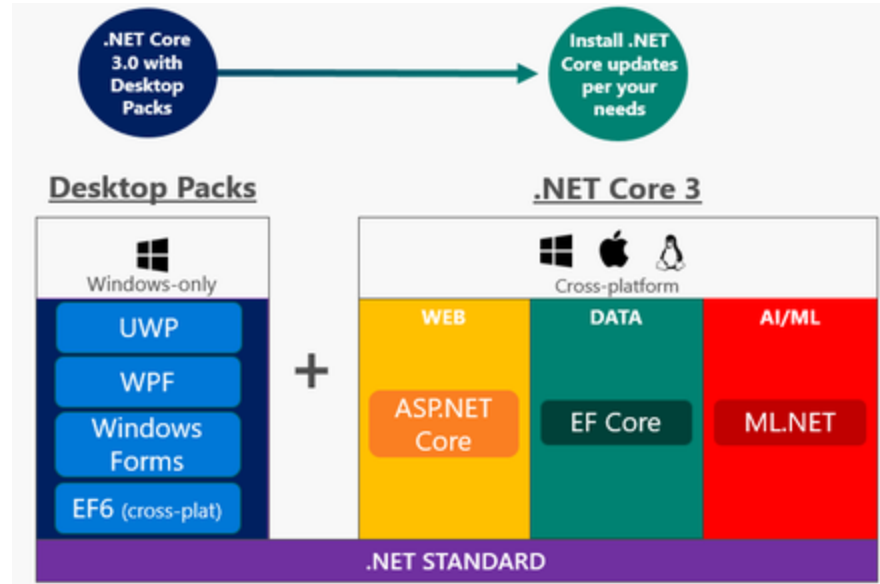 .NET Core
3.0 with
Desktop
Packs
Install .NET
Core updates
per your
needs
Desktop Packs
.NET Core 3
Windows-only
Cross-platform
UWP
WPF
Windows
Forms
EF6 (cross-plat)
+
WEB
ASP.NET
Core
DATA
EF Core
AI/ML
ML.NET
.NET STANDARD